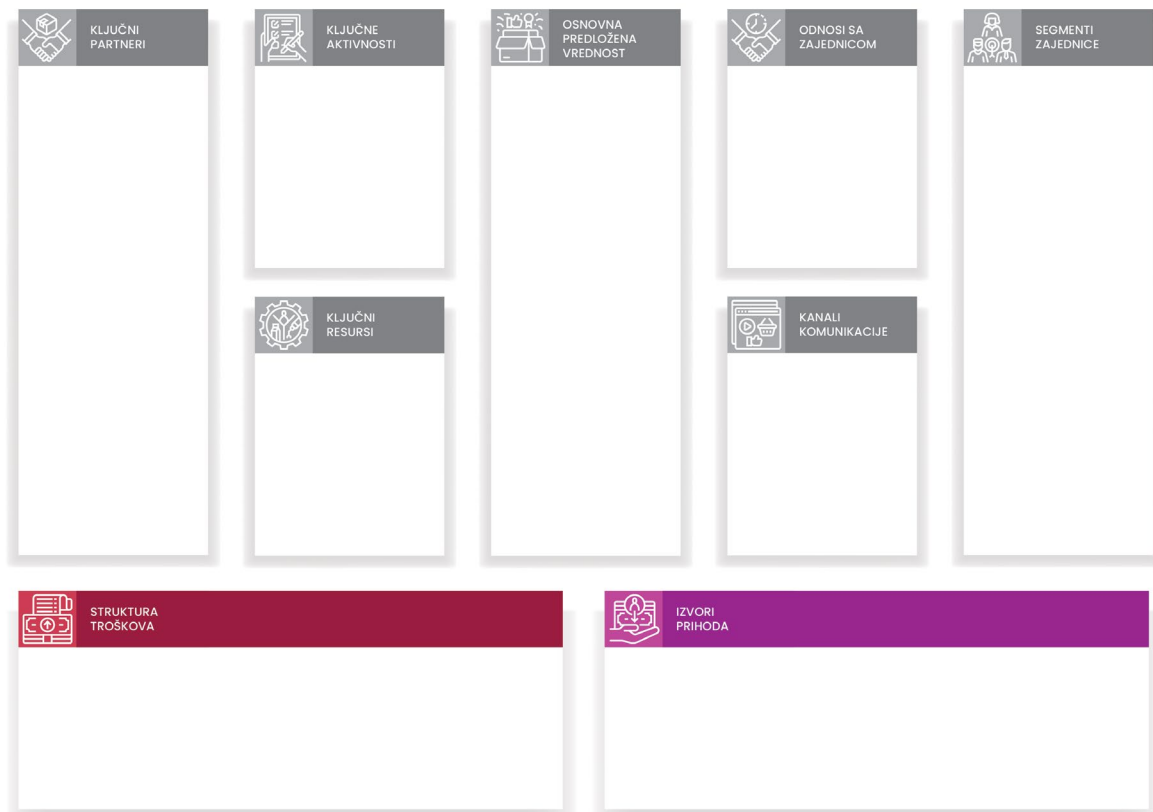 KLJUČNI
PARTNERI
KLJUČNE
AKTIVNOSTI
OSNOVNA
PREDLOŽENA
VREDNOST
ODNOSI SA
ZAJEDNICOM
SEGMENTI
ZAJEDNICE
KLJUČNI
RESURSI
KANALI
KOMUNIKACIJE
STRUKTURA
TROŠKOVA
IZVORI
PRIHODA